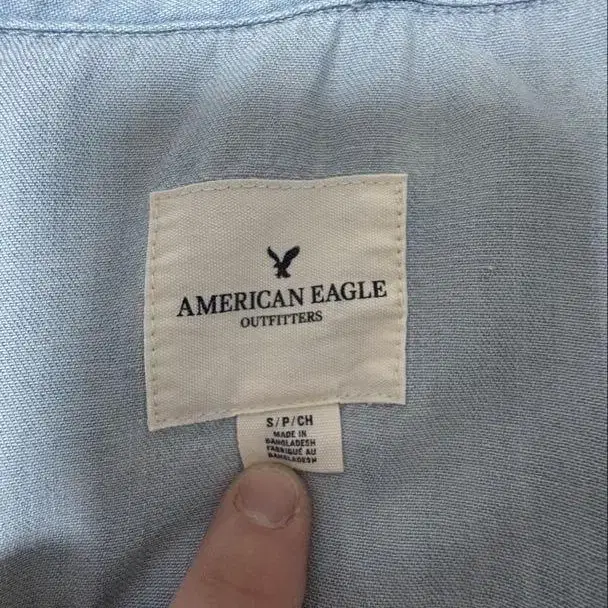 AMERICAN EAGLE
OUTFITTERS
S/P/CH
MADE IN
BANGLADESH
FABRIQUÉ AU
BANGLADESH